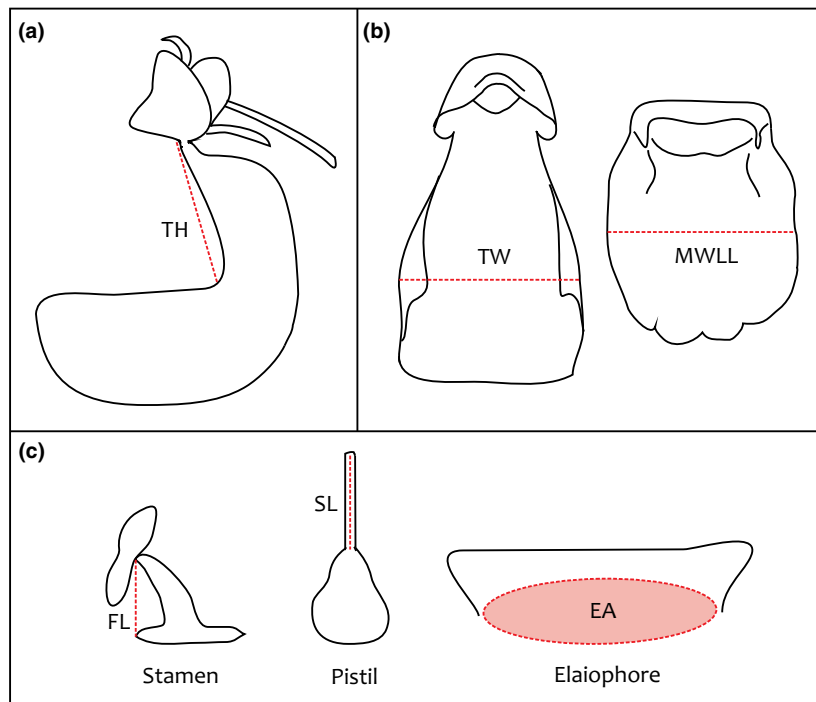 (a)
TH
(b)
TW
MWLL
(c)
FL
SL
EA
Stamen
Pistil
Elaiophore